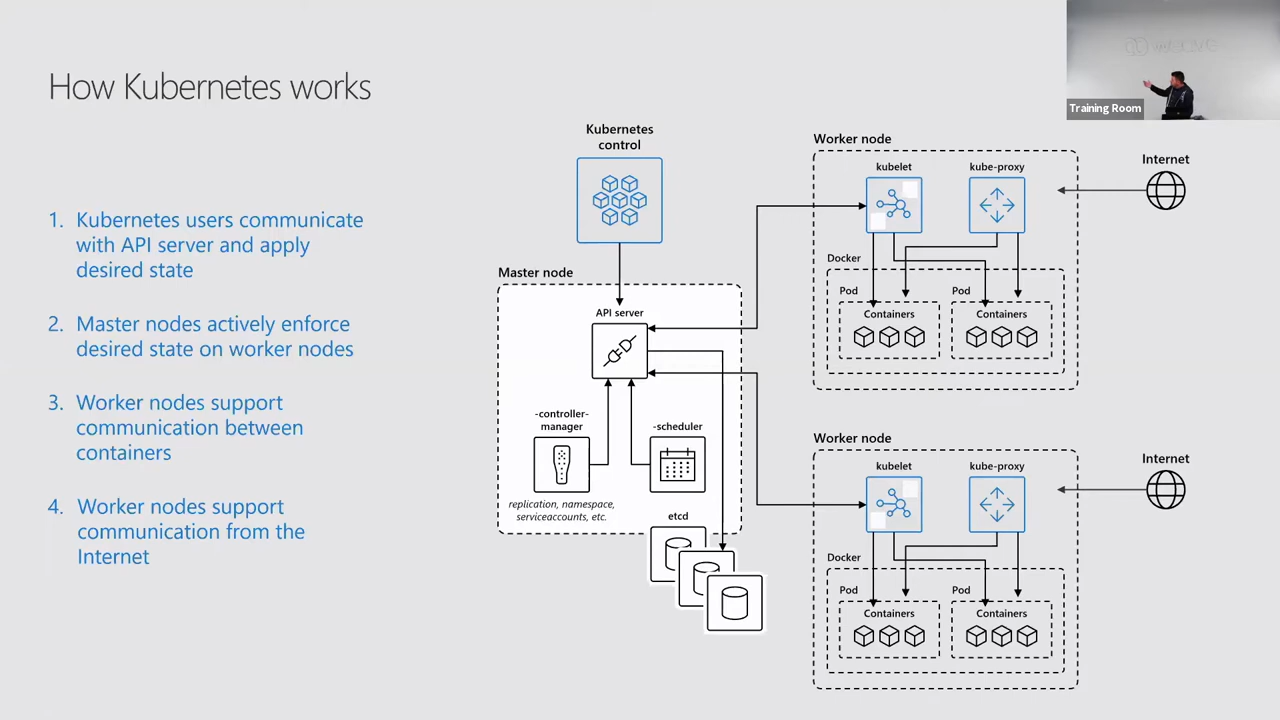 How Kubernetes works
1. Kubernetes users communicate
with API server and apply
desired state
2. Master nodes actively enforce
desired state on worker nodes
3. Worker nodes support
communication between
containers
4. Worker nodes support
communication from the
Internet
Kubernetes
control
Master node
API server
-controller-
manager
-scheduler
replication, namespace,
serviceaccounts, etc.
etcd
Worker node
kubelet
kube-proxy
Docker
Pod
Pod
Containers
Containers
Internet
Worker node
kubelet
kube-proxy
Docker
Pod
Pod
Containers
Containers
Internet
Training Room